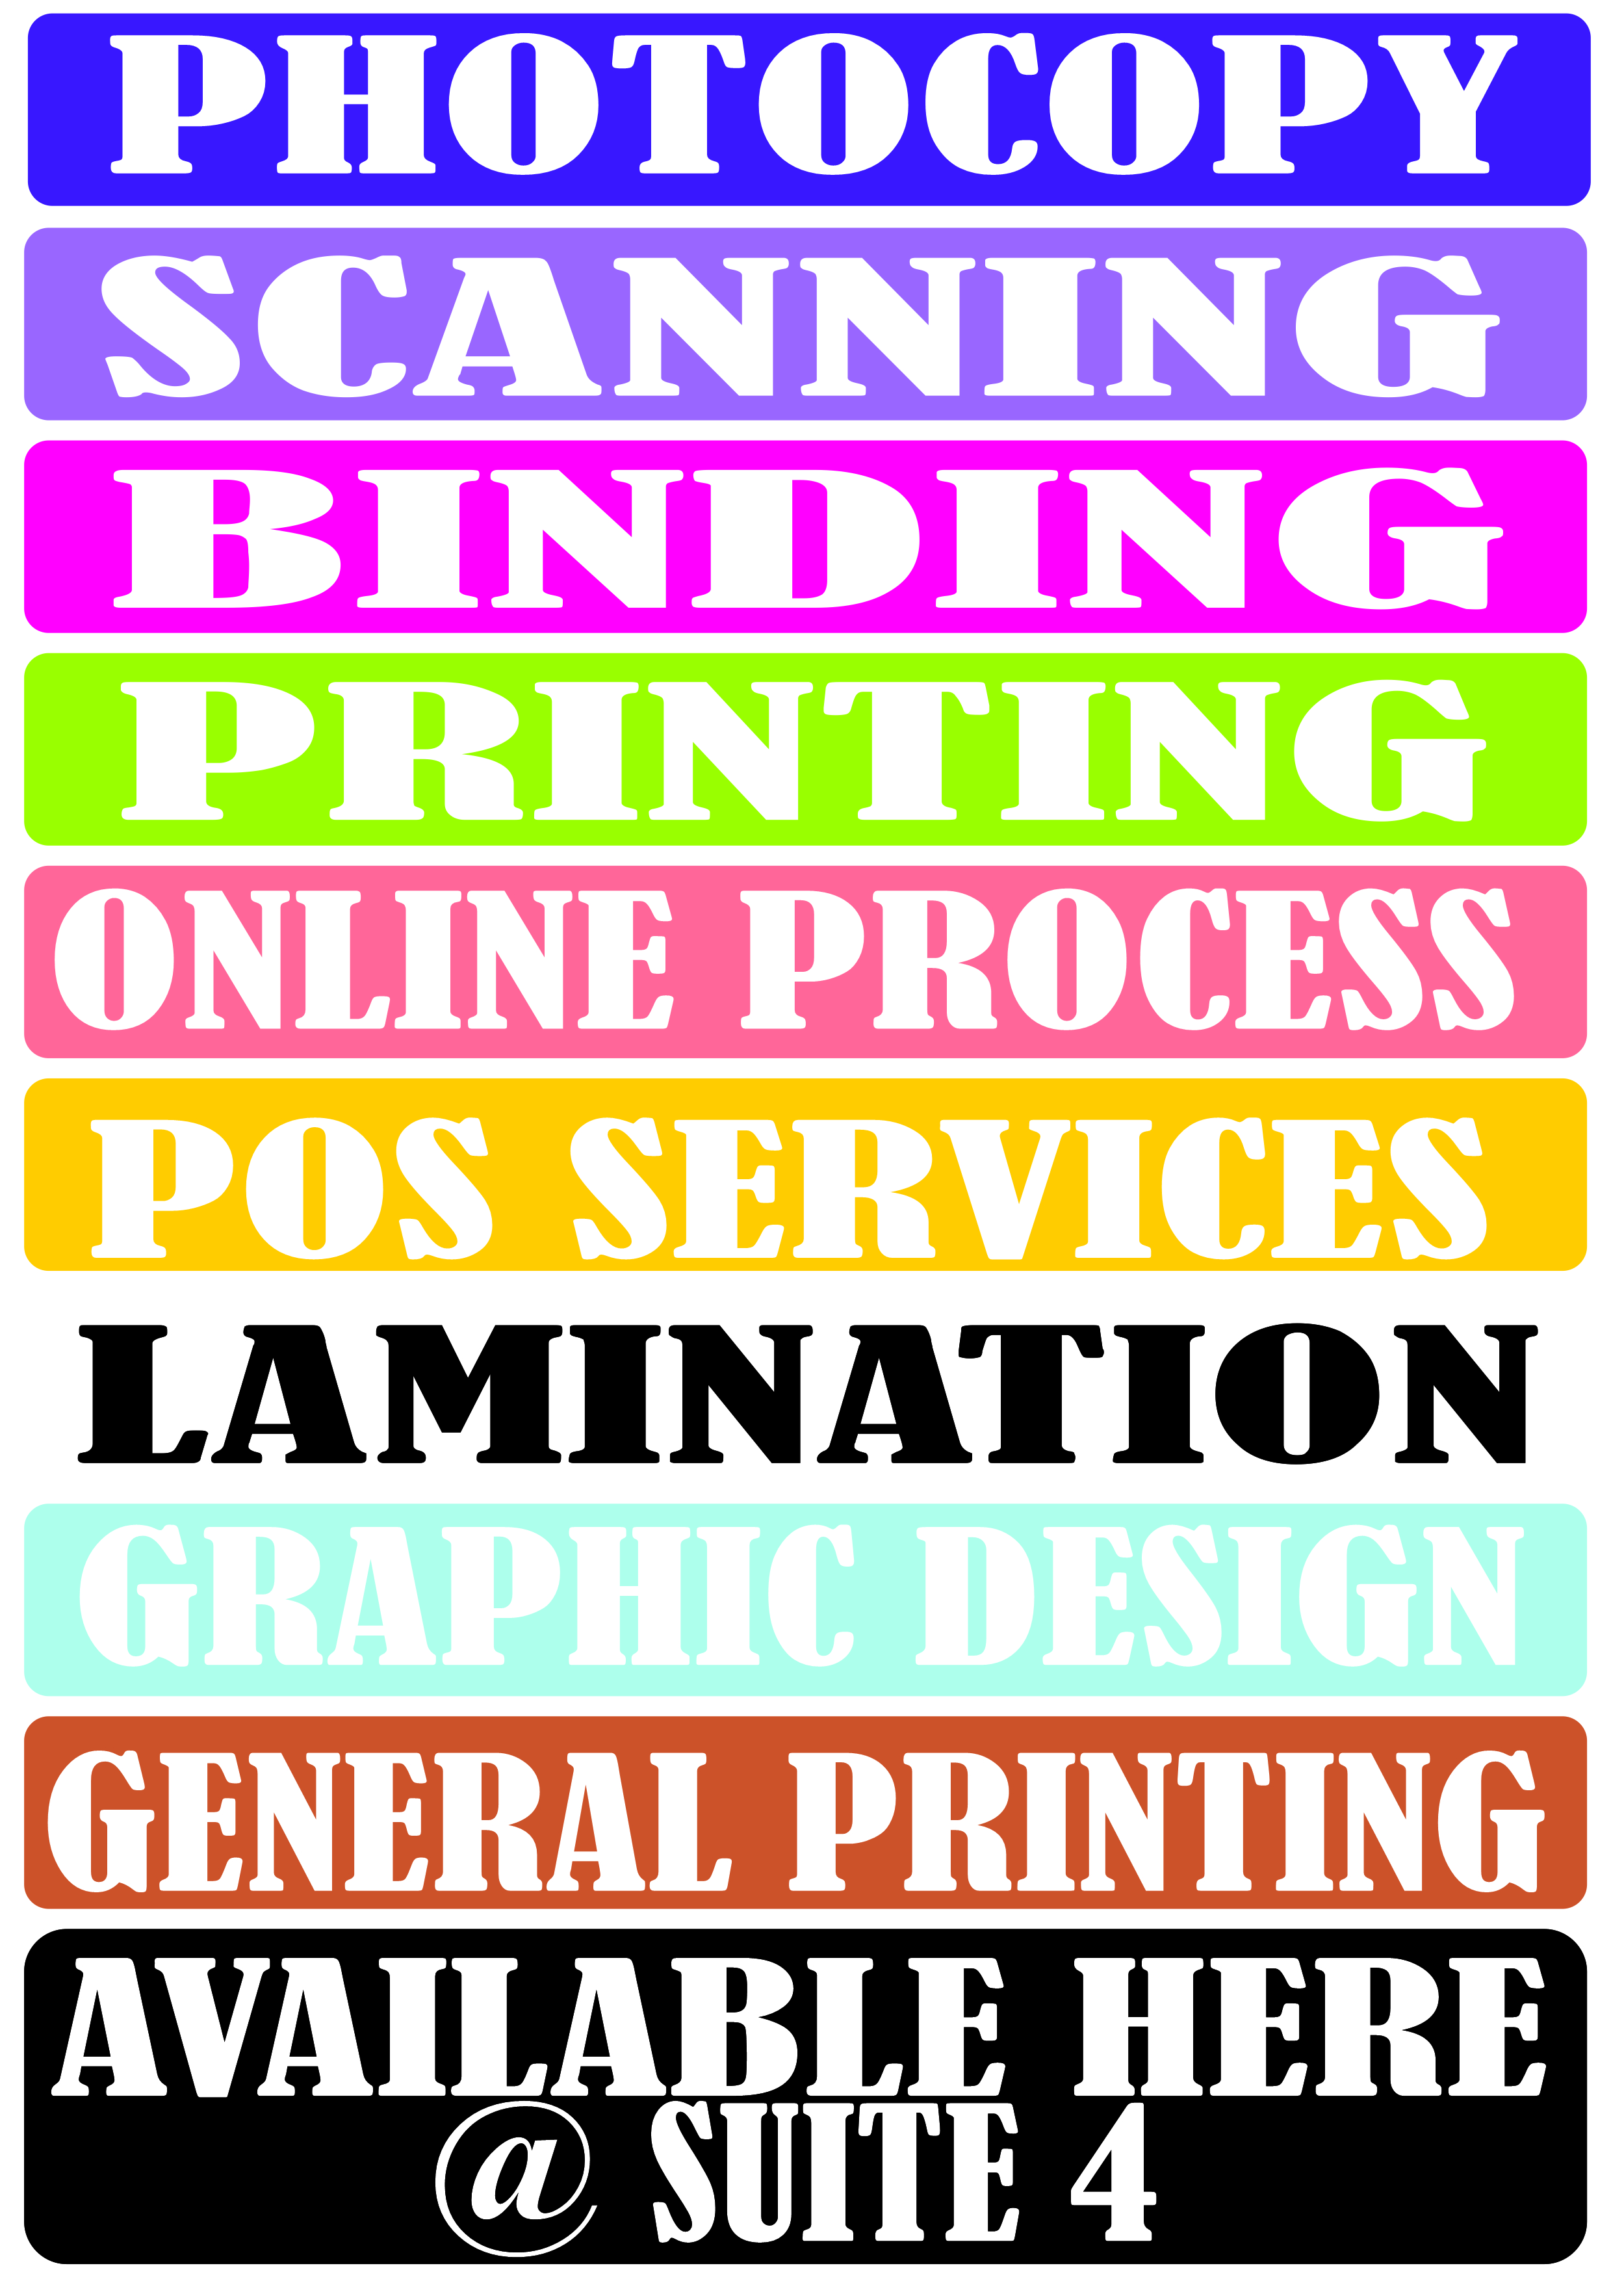 PHOTOCOPY
SCANNING
BINDING
PRINTING
ONLINE PROCESS
POS SERVICES
LAMINATION
GRAPHIC DESIGN
GENERAL PRINTING
AVAILABLE HERE
@ SUITE 4